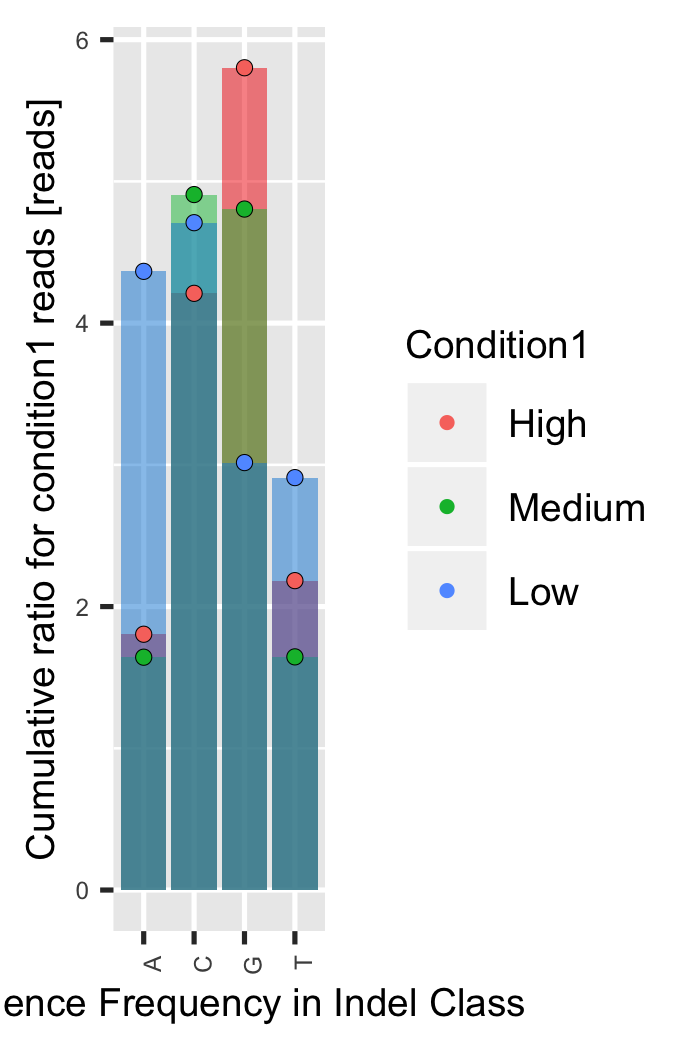 Cumulative ratio for condition1 reads [reads]
6
4
2
0
A
C
G
T
ence Frequency in Indel Class
Condition1
High
Medium
Low